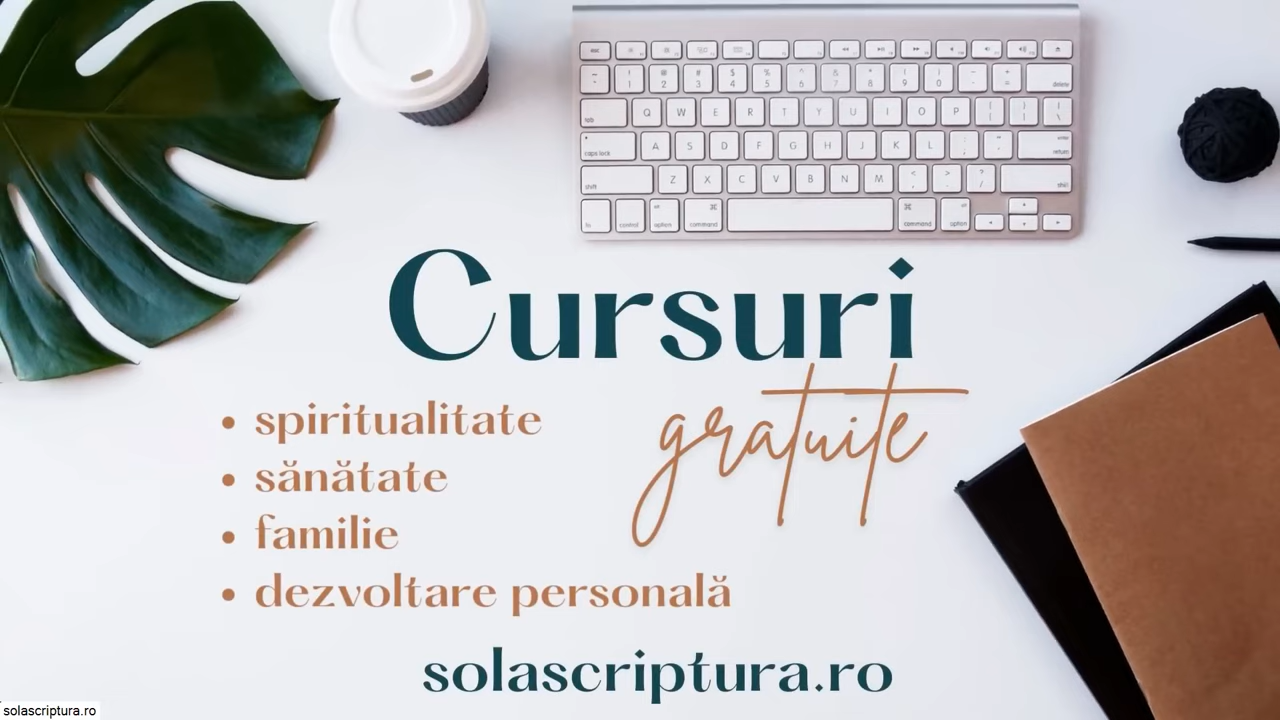 Cursuri
gratuite
• spiritualitate
• sănătate
• familie
• dezvoltare personală
solascriptura.ro
solascriptura.ro